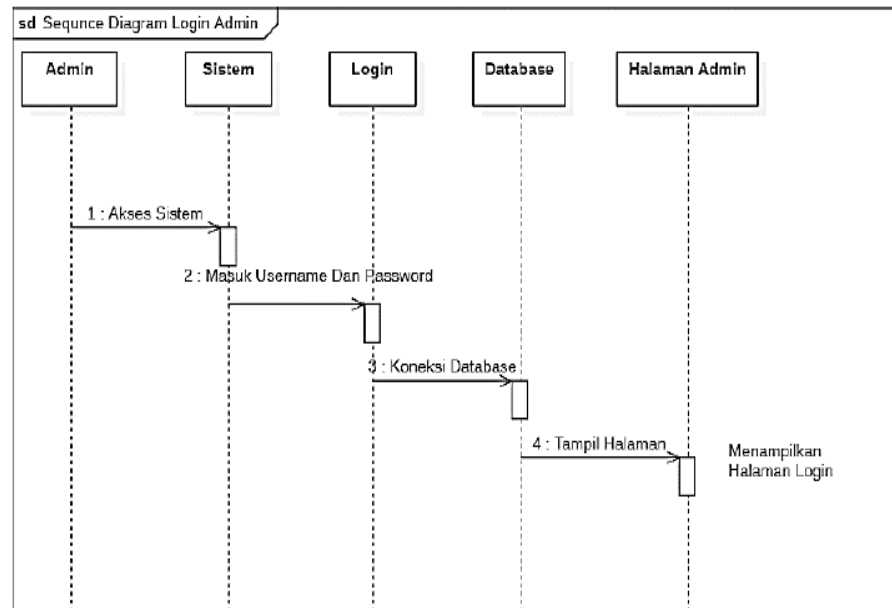 sd Sequnce Diagram Login Admin
Admin
Sistem
Login
Database
Halaman Admin
1 : Akses Sistem
2 : Masuk Username Dan Password
3 : Koneksi Database
4 : Tampil Halaman
Menampilkan
Halaman Login